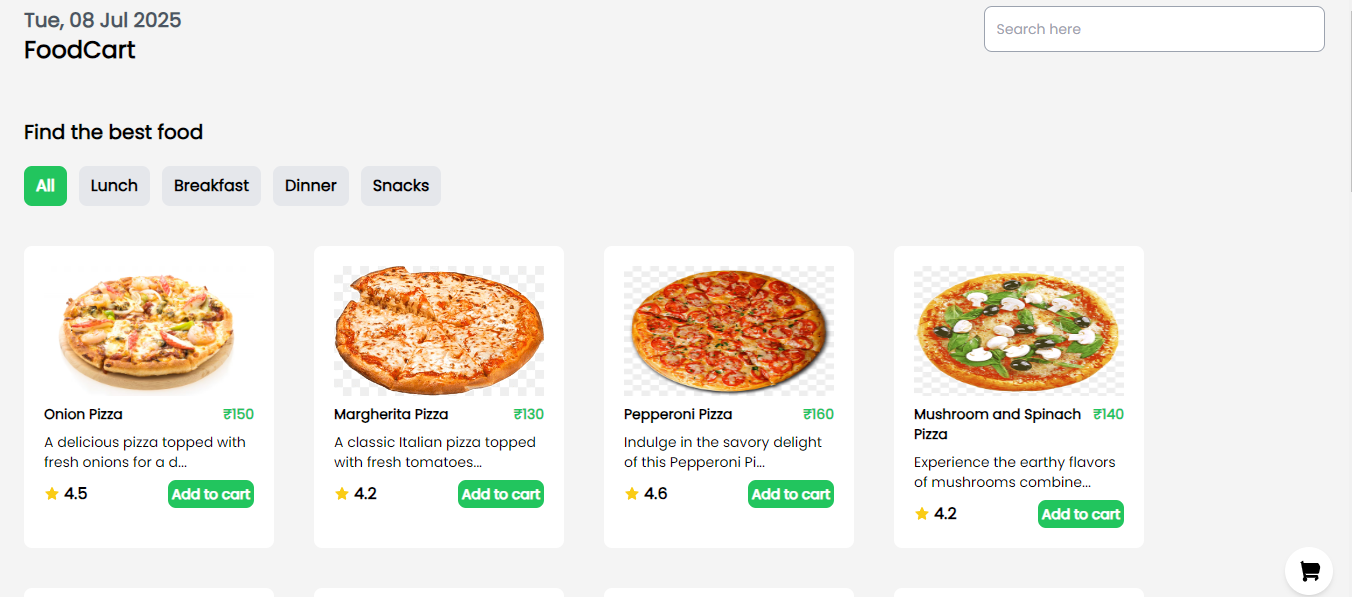 Tue, 08 Jul 2025
FoodCart
Search here
Find the best food
All
Lunch
Breakfast
Dinner
Snacks
Onion Pizza
₹150
A delicious pizza topped with
fresh onions for a d...
4.5
Add to cart
Margherita Pizza
₹130
A classic Italian pizza topped
with fresh tomatoes...
4.2
Add to cart
Pepperoni Pizza
₹160
Indulge in the savory delight
of this Pepperoni Pi...
4.6
Add to cart
Mushroom and Spinach
Pizza
₹140
Experience the earthy flavors
of mushrooms combine...
4.2
Add to cart